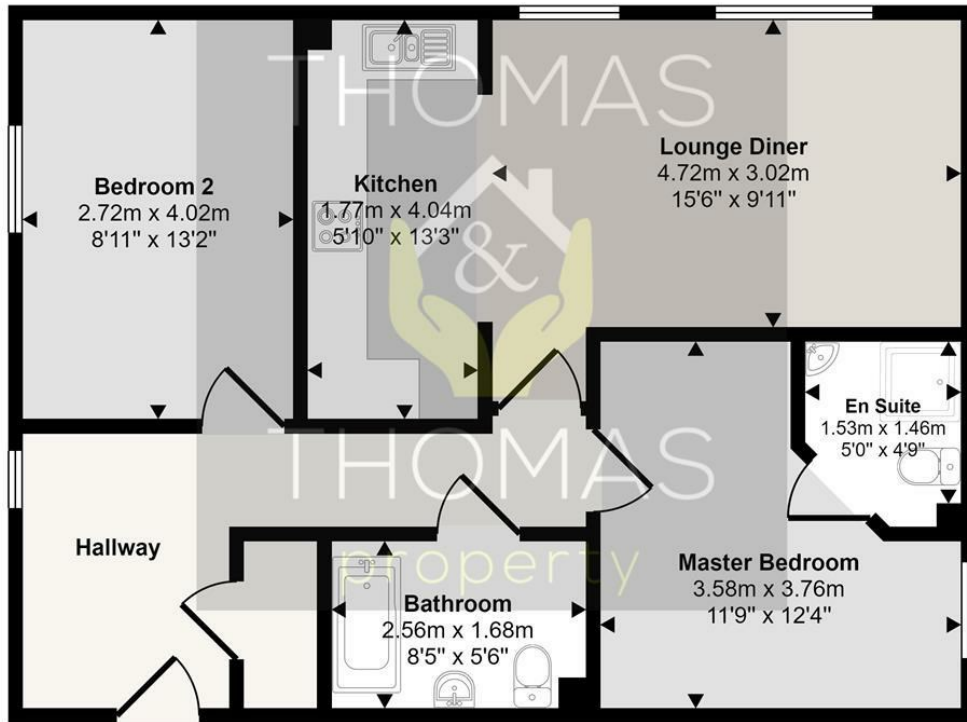 THOMAS
&
THOMAS
property
Bedroom 2
2.72m x 4.02m
8'11" x 13'2"
Kitchen
1.77m x 4.04m
5'10" x 13'3"
Lounge Diner
4.72m x 3.02m
15'6" x 9'11"
En Suite
1.53m x 1.46m
5'0" x 4'9"
Hallway
Bathroom
2.56m x 1.68m
8'5" x 5'6"
Master Bedroom
3.58m x 3.76m
11'9" x 12'4"